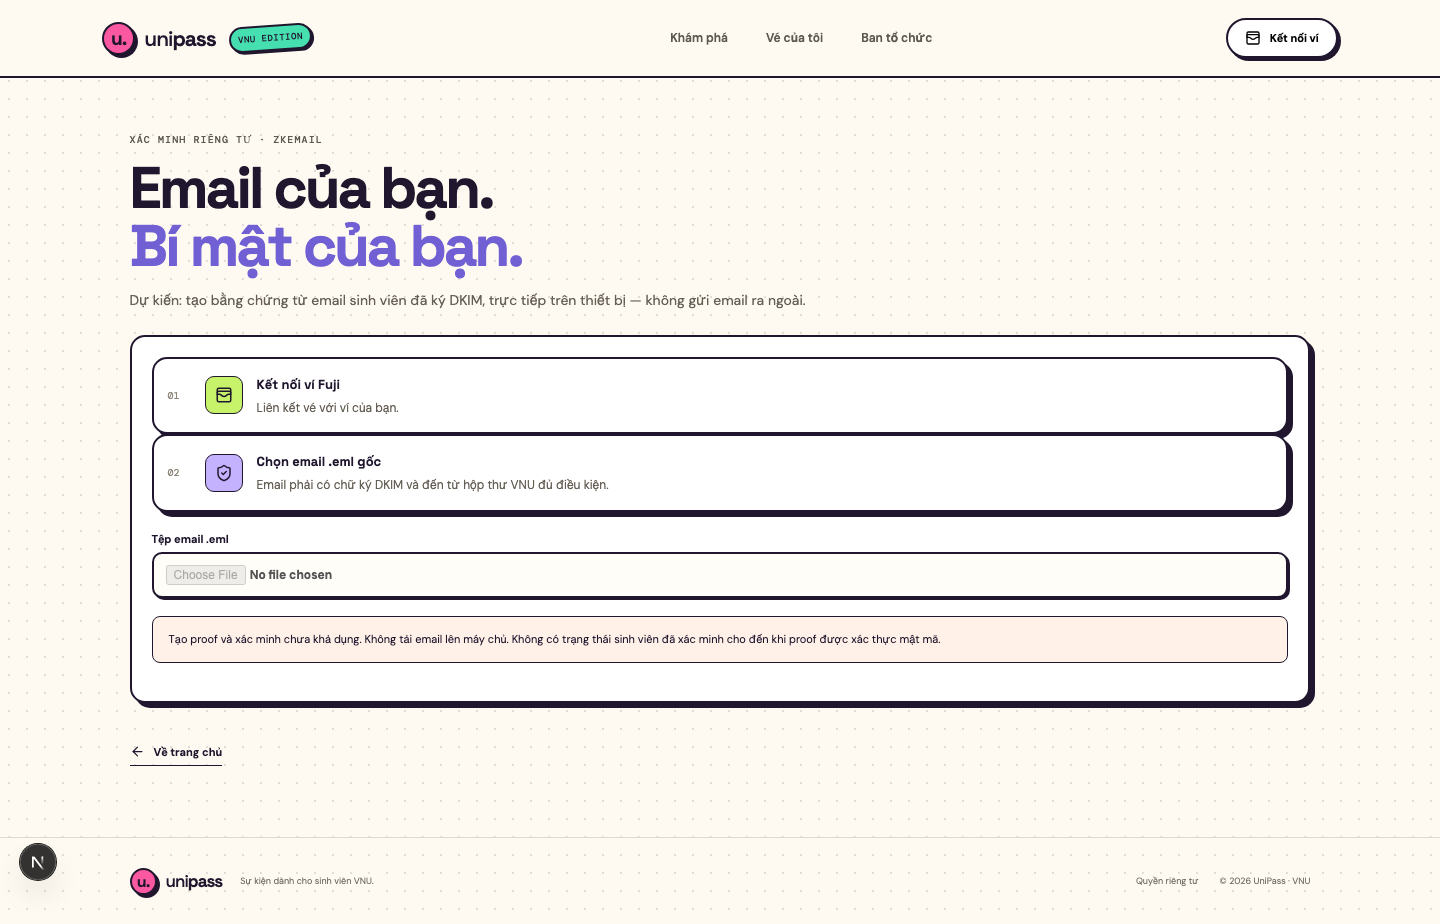 u. unipass VNU EDITION
Khám phá Vé của tôi Ban tổ chức
Kết nối ví
XÁC MINH RIÊNG TƯ · ZKEMAIL
Email của bạn.
Bí mật của bạn.
Dự kiến: tạo bằng chứng từ email sinh viên đã ký DKIM, trực tiếp trên thiết bị — không gửi email ra ngoài.
01
Kết nối ví Fuji
Liên kết vé với ví của bạn.
02
Chọn email .eml gốc
Email phải có chữ ký DKIM và đến từ hộp thư VNU đủ điều kiện.
Tệp email .eml
Choose File No file chosen
Tạo proof và xác minh chưa khả dụng. Không tải email lên máy chủ. Không có trạng thái sinh viên đã xác minh cho đến khi proof được xác thực mật mã.
Về trang chủ
N
u. unipass Sự kiện dành cho sinh viên VNU.
Quyền riêng tư © 2026 UniPass · VNU